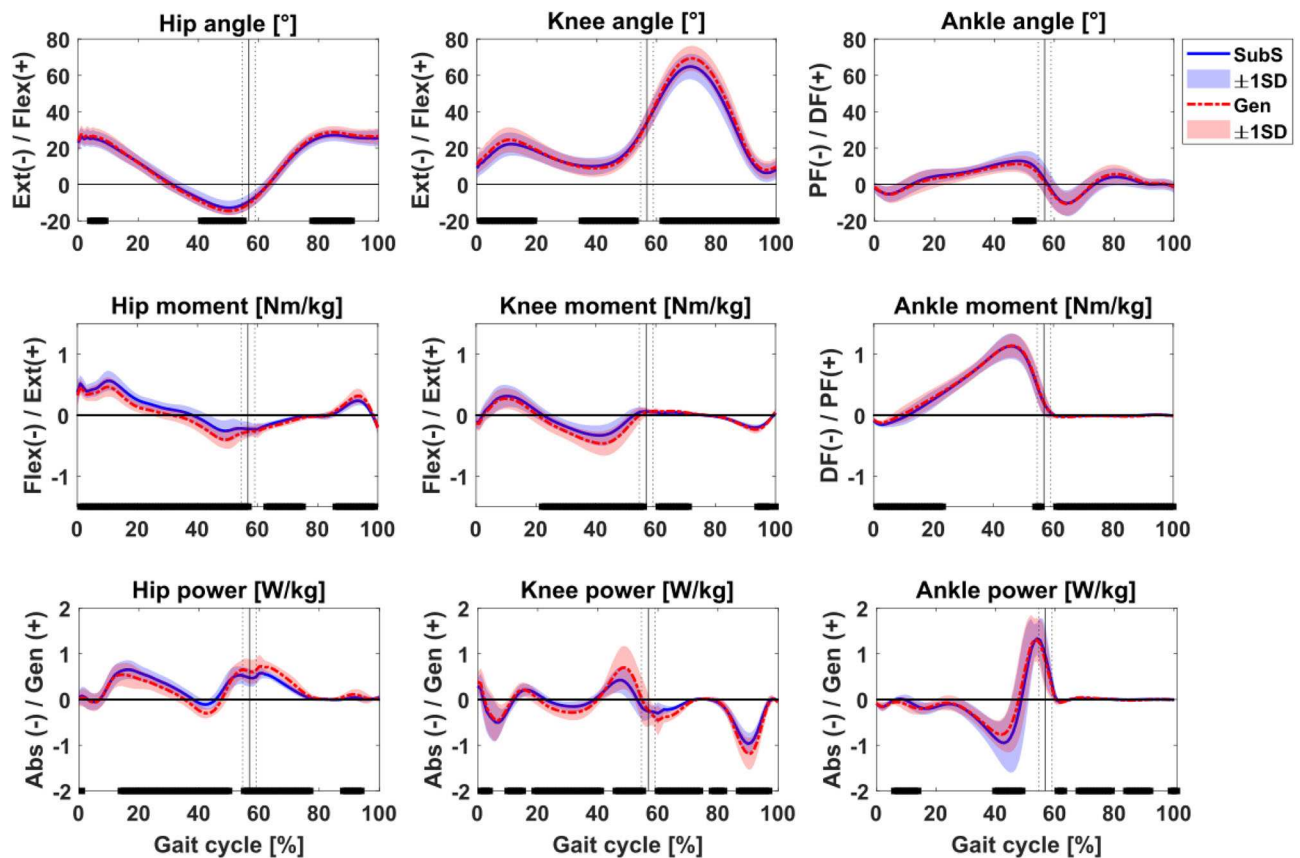 Hip angle [°]
Knee angle [°]
Ankle angle [°]
Ext(-) / Flex(+)
80
60
40
20
0
-20
0 20 40 60 80 100
Ext(-) / Flex(+)
80
60
40
20
0
-20
0 20 40 60 80 100
PF(-) / DF(+)
80
60
40
20
0
-20
0 20 40 60 80 100
SubS
±1SD
Gen
±1SD
Hip moment [Nm/kg]
Knee moment [Nm/kg]
Ankle moment [Nm/kg]
Flex(-) / Ext(+)
1
0
-1
0 20 40 60 80 100
Flex(-) / Ext(+)
1
0
-1
0 20 40 60 80 100
DF(-) / PF(+)
1
0
-1
0 20 40 60 80 100
Hip power [W/kg]
Knee power [W/kg]
Ankle power [W/kg]
Abs (-) / Gen (+)
2
1
0
-1
-2
0 20 40 60 80 100
Gait cycle [%]
Abs (-) / Gen (+)
2
1
0
-1
-2
0 20 40 60 80 100
Gait cycle [%]
Abs (-) / Gen (+)
2
1
0
-1
-2
0 20 40 60 80 100
Gait cycle [%]